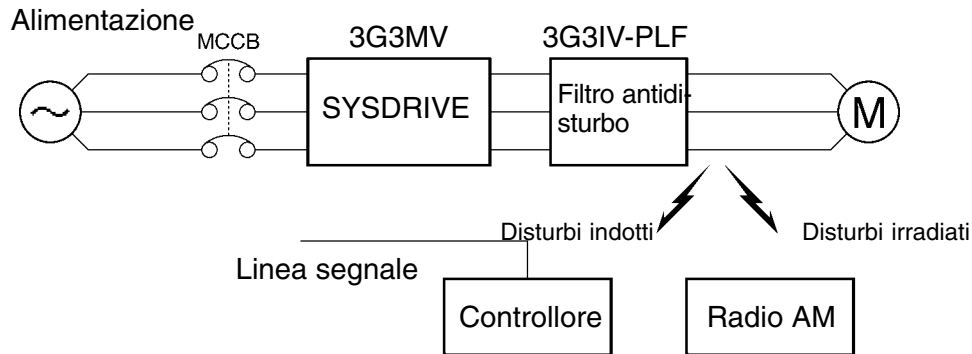 Alimentazione
MCCB
3G3MV
3G3IV-PLF
~
SYSDRIVE
Filtro antidi-
sturbo
M
Disturbi indotti
Disturbi irradiati
Linea segnale
Controllore
Radio AM